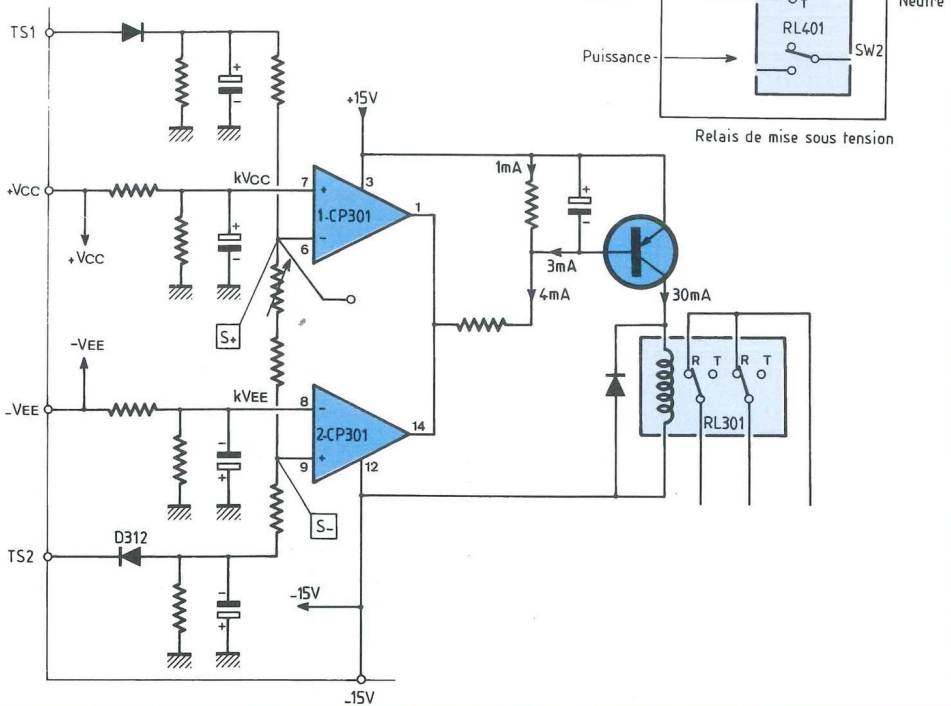 TS1
+VCC
+VCC
-VEE
-VEE
TS2
D312
kVCC
kVEE
S+
S-
+15V
7
+
3
1-CP301
1
-
6
8
-
2-CP301
14
+
9
12
-15V
-15V
1mA
3mA
4mA
30mA
R T R T
RL301
T
Neutre
RL401
SW2
Puissance
Relais de mise sous tension
+
-
+
-
-
+
-
+
+
-